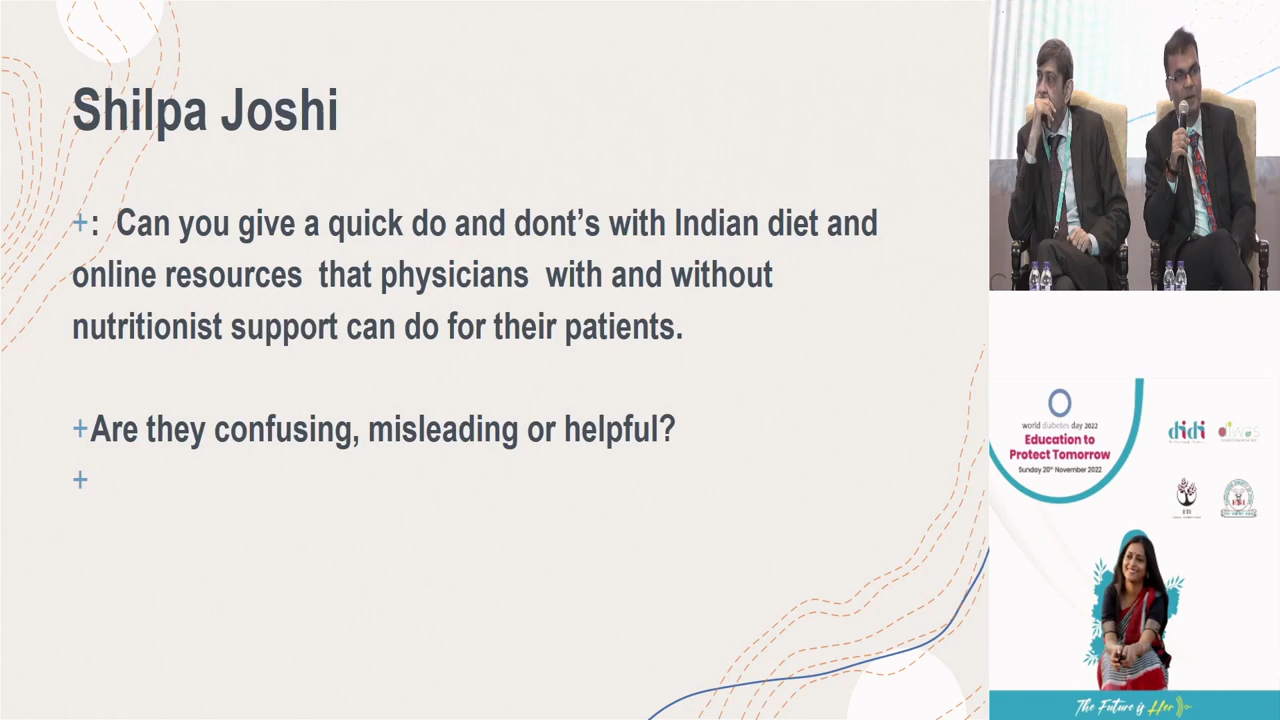 Shilpa Joshi
+: Can you give a quick do and dont's with Indian diet and
online resources that physicians with and without
nutritionist support can do for their patients.
+Are they confusing, misleading or helpful?
+
world diabetes day 2022
Education to
Protect Tomorrow
Sunday 20th November 2022
didi
The Future is Her